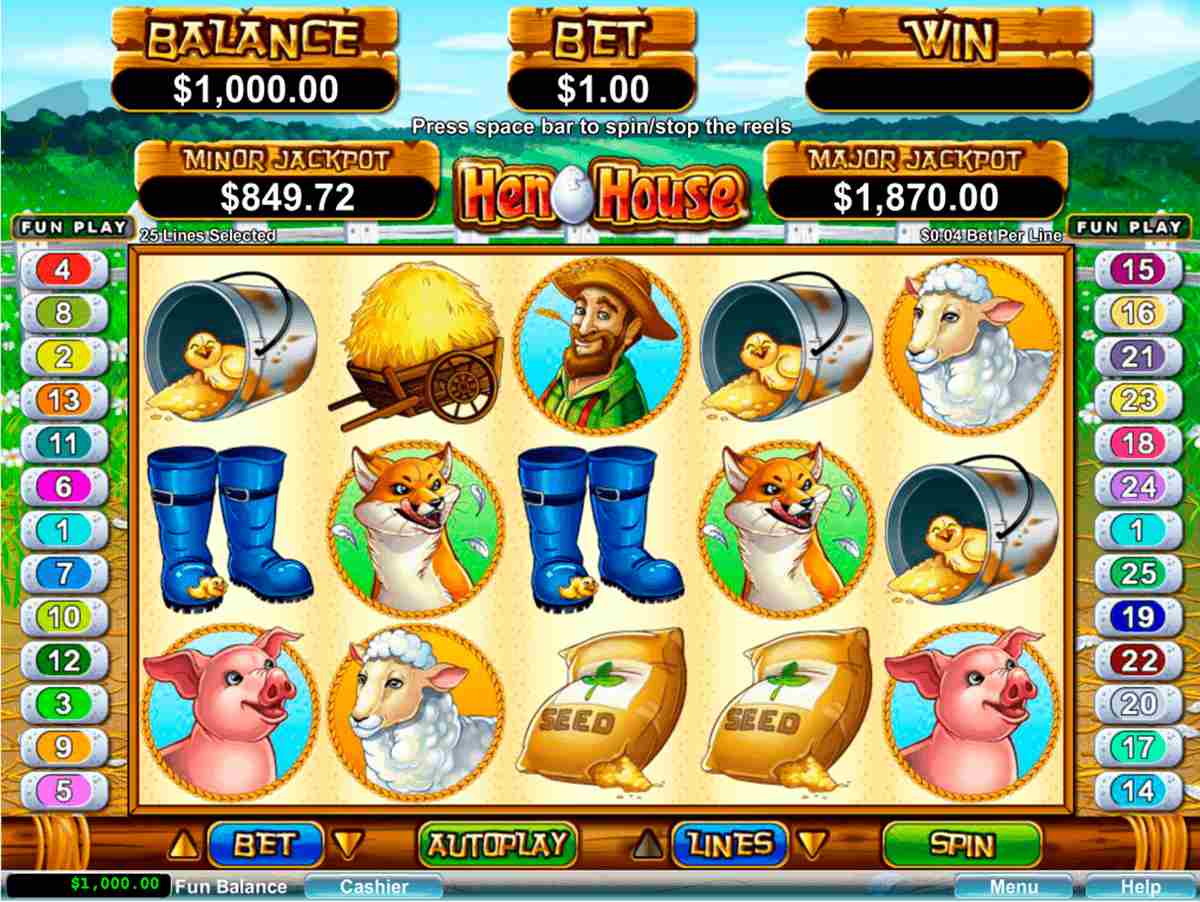 BALANCE BET WIN
$1,000.00 $1.00
Press space bar to spin/stop the reels
MINOR JACKPOT Hen House MAJOR JACKPOT
$849.72 $1,870.00
FUN PLAY 25 Lines Selected $0.04 Bet Per Line FUN PLAY
4 15
8 16
2 21
13 23
11 18
6 24
1 1
7 25
10 19
12 22
3 20
SEED SEED
9 17
5 14
BET AUTOPLAY LINES SPIN
$1,000.00 Fun Balance Cashier Menu Help